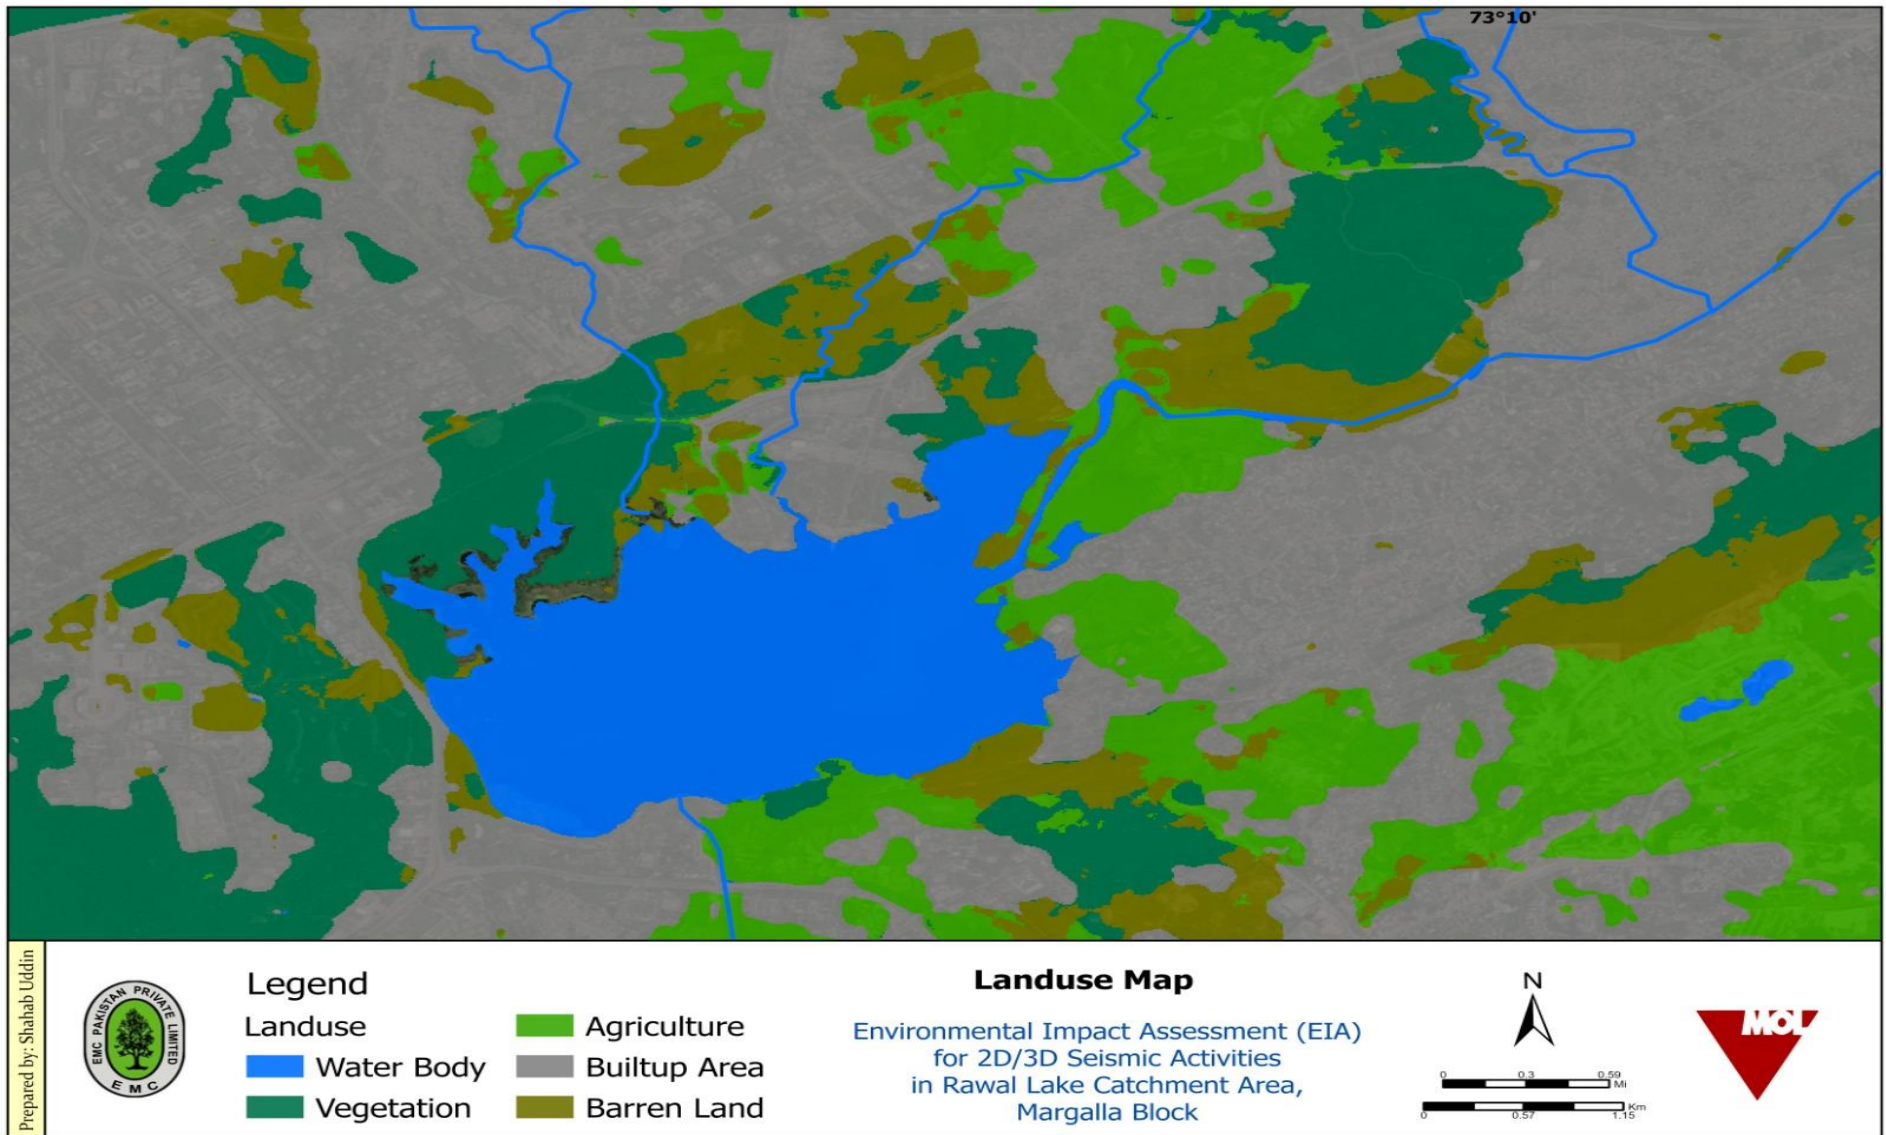 73°10'
Prepared by: Shahab Uddin
EMC PAKISTAN PRIVATE LIMITED
EMC
Legend
Landuse
Water Body
Vegetation
Agriculture
Builtup Area
Barren Land
Landuse Map
Environmental Impact Assessment (EIA)
for 2D/3D Seismic Activities
in Rawal Lake Catchment Area,
Margalla Block
N
0 0.3 0.59
Mi
Km
0 0.57 1.15
MOL